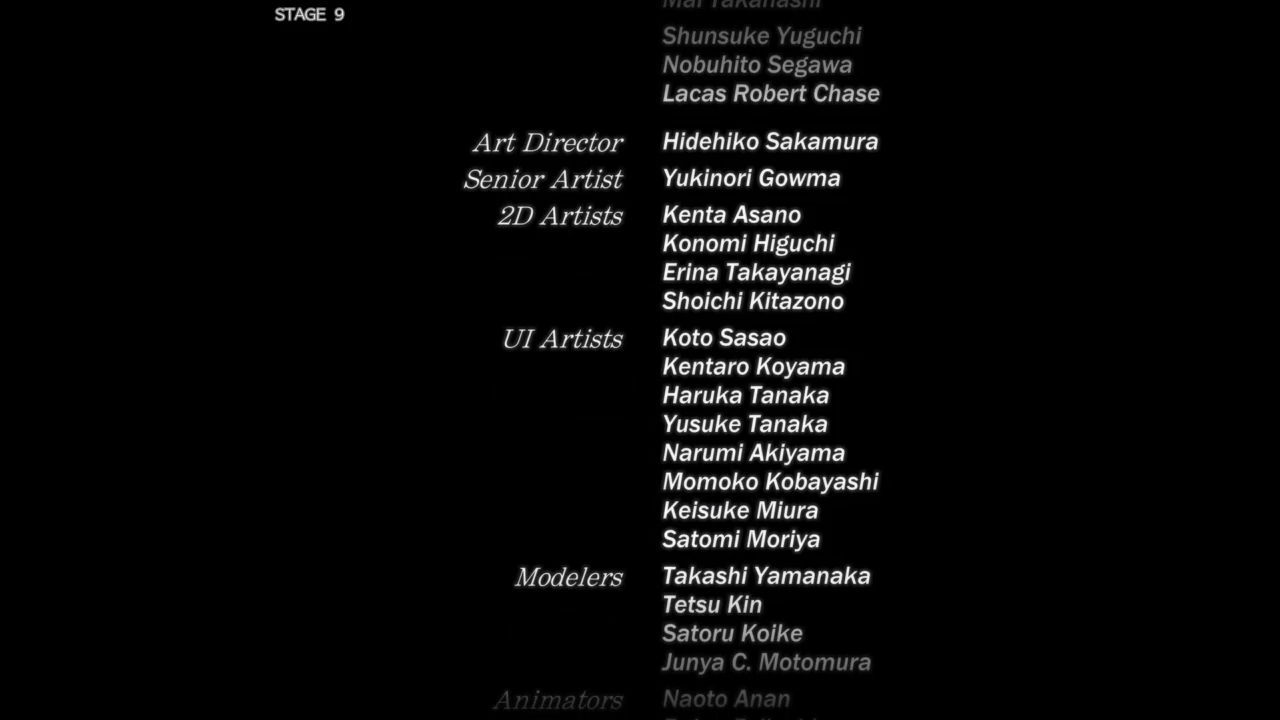 STAGE 9
Mai Takahashi
Shunsuke Yuguchi
Nobuhito Segawa
Lacas Robert Chase
Art Director Hidehiko Sakamura
Senior Artist Yukinori Gowma
2D Artists Kenta Asano
Konomi Higuchi
Erina Takayanagi
Shoichi Kitazono
UI Artists Koto Sasao
Kentaro Koyama
Haruka Tanaka
Yusuke Tanaka
Narumi Akiyama
Momoko Kobayashi
Keisuke Miura
Satomi Moriya
Modelers Takashi Yamanaka
Tetsu Kin
Satoru Koike
Junya C. Motomura
Animators Naoto Anan